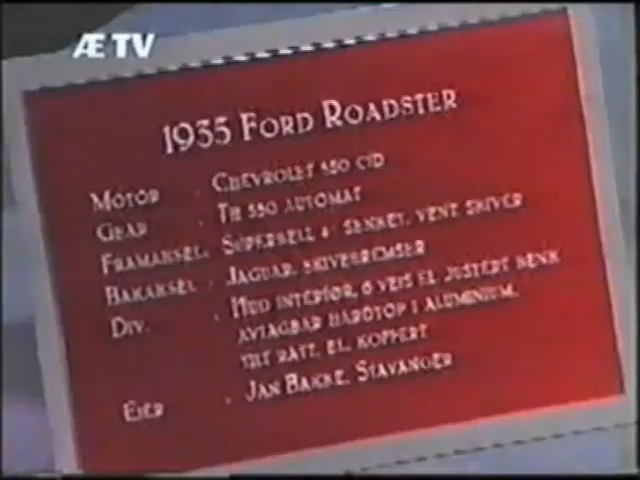 ÆTV
1935 FORD ROADSTER
MOTOR : CHEVROLET 350 CID
GEAR : TH 350 AUTOMAT
FRAMAKSEL : SUPERBELL 4" SENKET, VENT SKIVER
BAKAKSEL : JAGUAR, SKIVEBREMSER
DIV. : HUD INTERIØR, 6 VEIS EL JUSTERT BENK
AVTAGBAR HARDTOP I ALUMINIUM,
TILT RATT, EL. KOFFERT
EIER : JAN BAKKE, STAVANGER